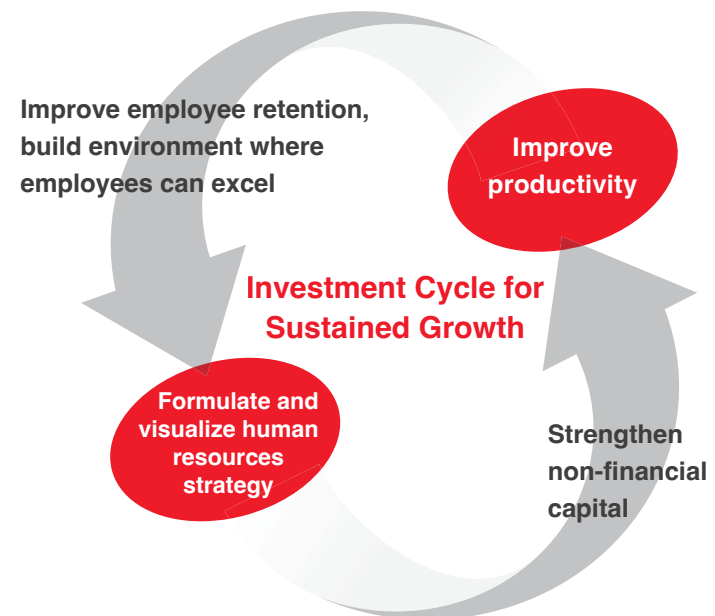 Improve employee retention,
build environment where
employees can excel
Improve
productivity
Investment Cycle for
Sustained Growth
Formulate and
visualize human
resources
strategy
Strengthen
non-financial
capital